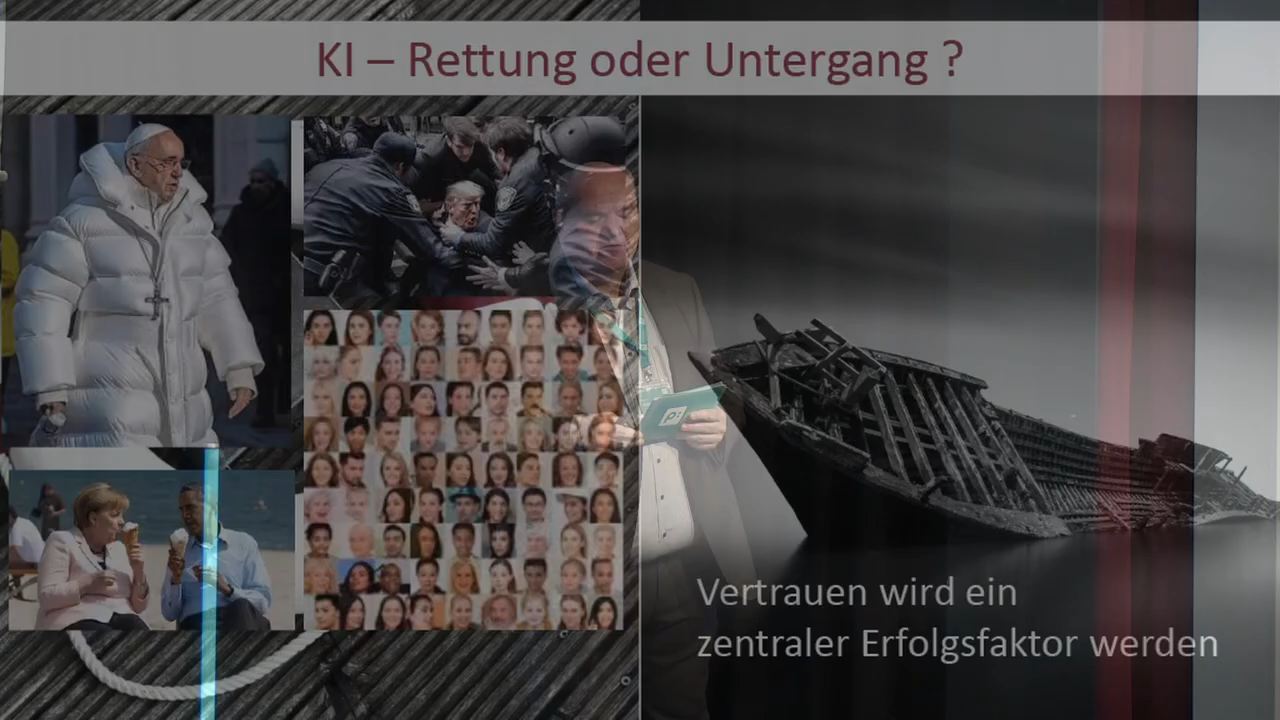 KI – Rettung oder Untergang ?
Vertrauen wird ein
zentraler Erfolgsfaktor werden